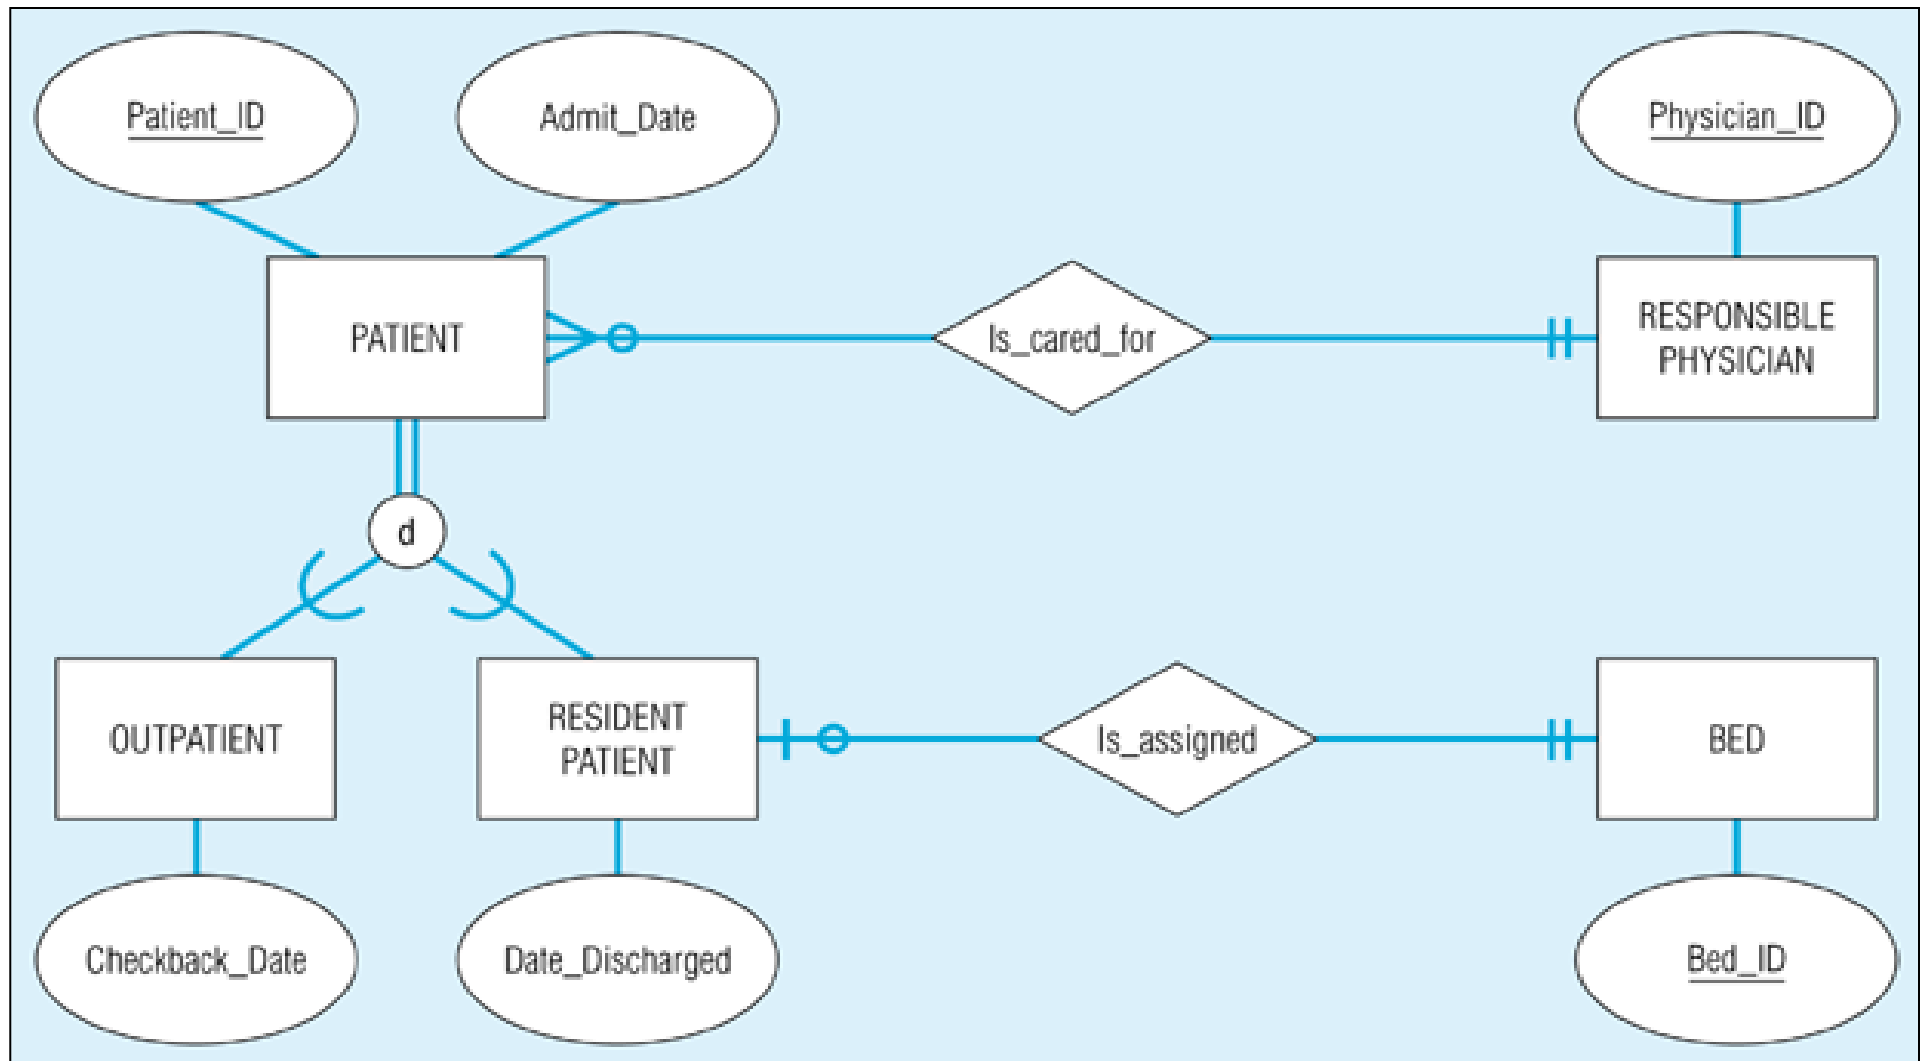 Patient_ID
Admit_Date
Physician_ID
PATIENT
Is_cared_for
RESPONSIBLE
PHYSICIAN
d
OUTPATIENT
RESIDENT
PATIENT
Is_assigned
BED
Checkback_Date
Date_Discharged
Bed_ID